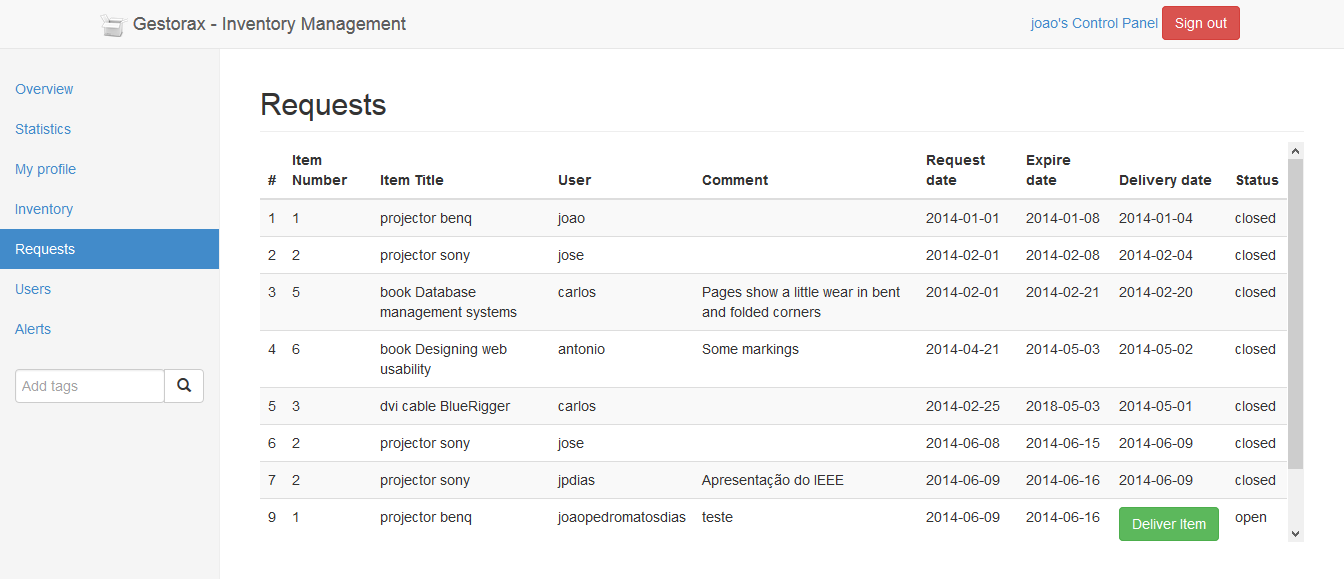 Gestorax - Inventory Management
joao's Control Panel Sign out
Overview
Statistics
My profile
Inventory
Requests
Users
Alerts
Add tags
Requests
# Item Number Item Title User Comment Request date Expire date Delivery date Status
1 1 projector benq joao 2014-01-01 2014-01-08 2014-01-04 closed
2 2 projector sony jose 2014-02-01 2014-02-08 2014-02-04 closed
3 5 book Database management systems carlos Pages show a little wear in bent and folded corners 2014-02-01 2014-02-21 2014-02-20 closed
4 6 book Designing web usability antonio Some markings 2014-04-21 2014-05-03 2014-05-02 closed
5 3 dvi cable BlueRigger carlos 2014-02-25 2018-05-03 2014-05-01 closed
6 2 projector sony jose 2014-06-08 2014-06-15 2014-06-09 closed
7 2 projector sony jpdias Apresentação do IEEE 2014-06-09 2014-06-16 2014-06-09 closed
9 1 projector benq joaopedromatosdias teste 2014-06-09 2014-06-16 Deliver Item open